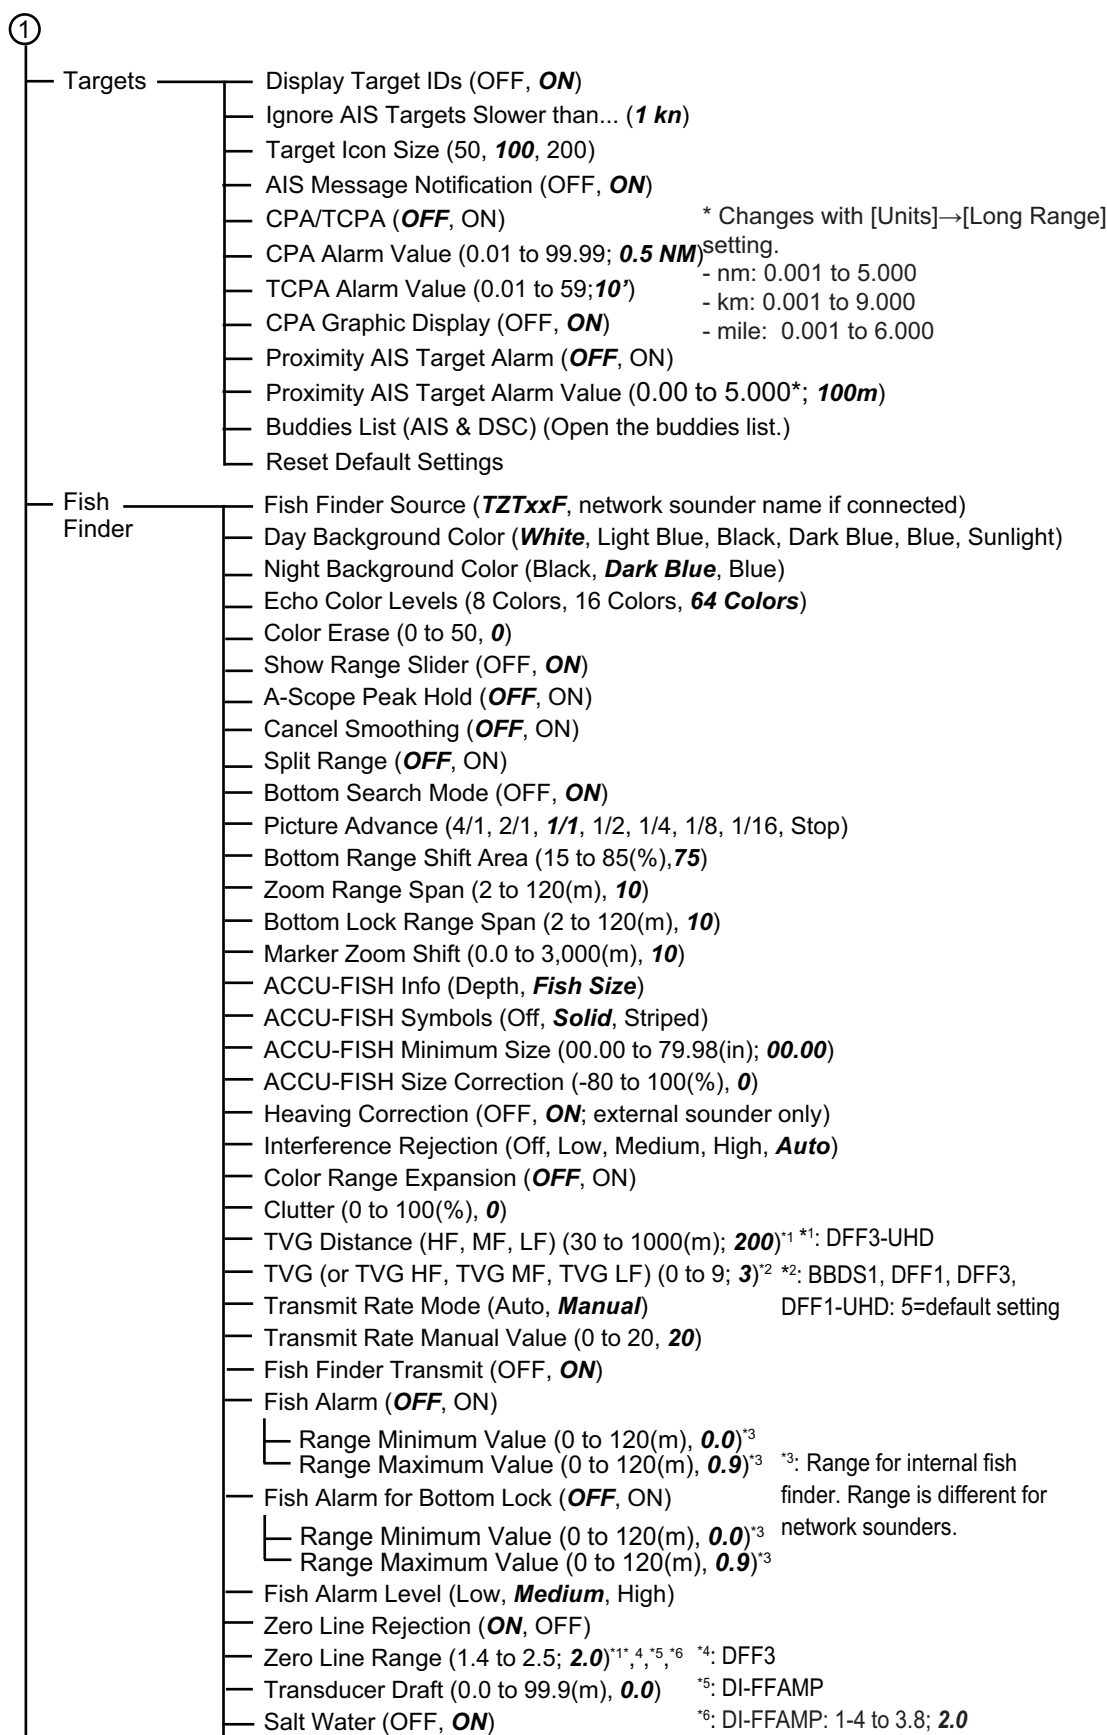 1
Targets
Display Target IDs (OFF, ON)
Ignore AIS Targets Slower than... (1 kn)
Target Icon Size (50, 100, 200)
AIS Message Notification (OFF, ON)
CPA/TCPA (OFF, ON)
CPA Alarm Value (0.01 to 99.99; 0.5 NM)
TCPA Alarm Value (0.01 to 59;10’)
CPA Graphic Display (OFF, ON)
Proximity AIS Target Alarm (OFF, ON)
Proximity AIS Target Alarm Value (0.00 to 5.000*; 100m)
Buddies List (AIS & DSC) (Open the buddies list.)
Reset Default Settings
* Changes with [Units]→[Long Range]
setting.
- nm: 0.001 to 5.000
- km: 0.001 to 9.000
- mile: 0.001 to 6.000
Fish
Finder
Fish Finder Source (TZTxxF, network sounder name if connected)
Day Background Color (White, Light Blue, Black, Dark Blue, Blue, Sunlight)
Night Background Color (Black, Dark Blue, Blue)
Echo Color Levels (8 Colors, 16 Colors, 64 Colors)
Color Erase (0 to 50, 0)
Show Range Slider (OFF, ON)
A-Scope Peak Hold (OFF, ON)
Cancel Smoothing (OFF, ON)
Split Range (OFF, ON)
Bottom Search Mode (OFF, ON)
Picture Advance (4/1, 2/1, 1/1, 1/2, 1/4, 1/8, 1/16, Stop)
Bottom Range Shift Area (15 to 85(%),75)
Zoom Range Span (2 to 120(m), 10)
Bottom Lock Range Span (2 to 120(m), 10)
Marker Zoom Shift (0.0 to 3,000(m), 10)
ACCU-FISH Info (Depth, Fish Size)
ACCU-FISH Symbols (Off, Solid, Striped)
ACCU-FISH Minimum Size (00.00 to 79.98(in); 00.00)
ACCU-FISH Size Correction (-80 to 100(%), 0)
Heaving Correction (OFF, ON; external sounder only)
Interference Rejection (Off, Low, Medium, High, Auto)
Color Range Expansion (OFF, ON)
Clutter (0 to 100(%), 0)
TVG Distance (HF, MF, LF) (30 to 1000(m); 200)*1 *1: DFF3-UHD
TVG (or TVG HF, TVG MF, TVG LF) (0 to 9; 3)*2 *2: BBDS1, DFF1, DFF3,
DFF1-UHD: 5=default setting
Transmit Rate Mode (Auto, Manual)
Transmit Rate Manual Value (0 to 20, 20)
Fish Finder Transmit (OFF, ON)
Fish Alarm (OFF, ON)
Range Minimum Value (0 to 120(m), 0.0)*3
Range Maximum Value (0 to 120(m), 0.9)*3
*3: Range for internal fish
finder. Range is different for
network sounders.
Fish Alarm for Bottom Lock (OFF, ON)
Range Minimum Value (0 to 120(m), 0.0)*3
Range Maximum Value (0 to 120(m), 0.9)*3
Fish Alarm Level (Low, Medium, High)
Zero Line Rejection (ON, OFF)
Zero Line Range (1.4 to 2.5; 2.0)*1*,4,*5,*6 *4: DFF3
Transducer Draft (0.0 to 99.9(m), 0.0) *5: DI-FFAMP
Salt Water (OFF, ON) *6: DI-FFAMP: 1-4 to 3.8; 2.0